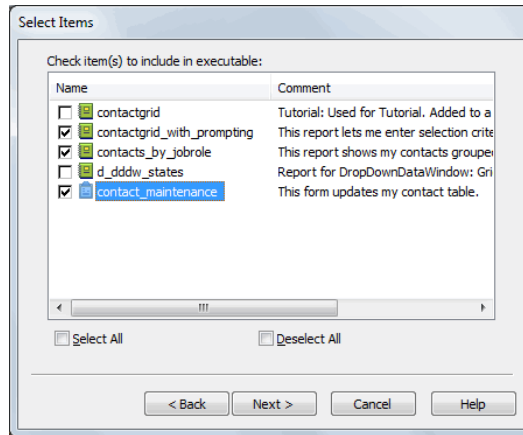 Select Items
Check item(s) to include in executable:
Name Comment
contactgrid Tutorial: Used for Tutorial. Added to a
contactgrid_with_prompting This report lets me enter selection crite
contacts_by_jobrole This report shows my contacts groupe
d_dddw_states Report for DropDownDataWindow: Gri
contact_maintenance This form updates my contact table.
Select All Deselect All
< Back Next > Cancel Help